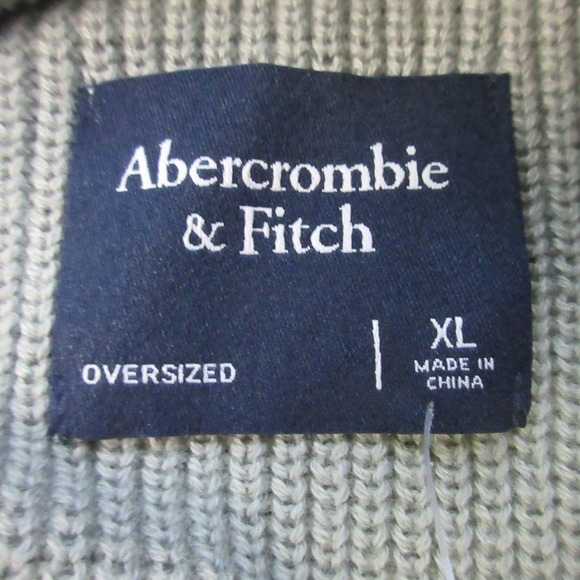 Abercrombie
& Fitch
OVERSIZED
XL
MADE IN
CHINA